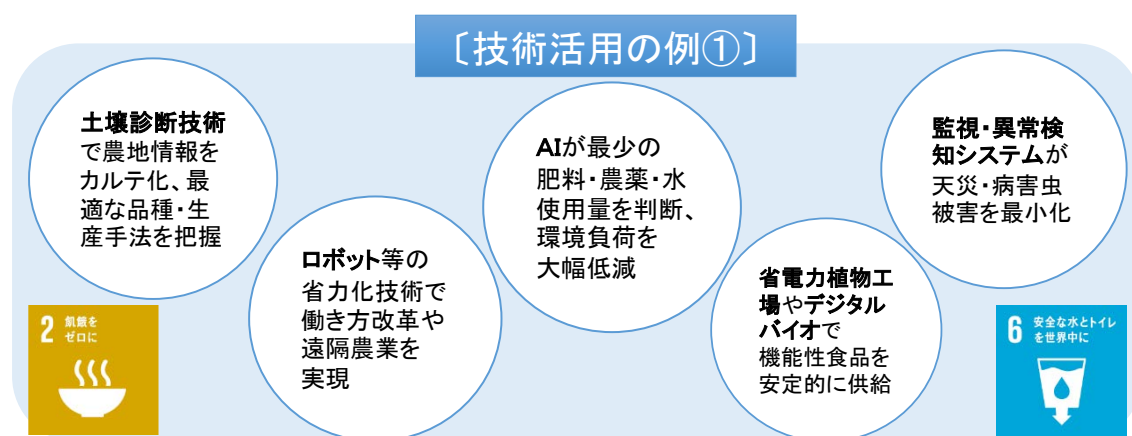 〔技術活用の例①〕
土壌診断技術
で農地情報を
カルテ化、最
適な品種・生
産手法を把握
ロボット等の
省力化技術で
働き方改革や
遠隔農業を
実現
AIが最少の
肥料・農薬・水
使用量を判断、
環境負荷を
大幅低減
省電力植物工
場やデジタル
バイオで
機能性食品を
安定的に供給
監視・異常検
知システムが
天災・病害虫
被害を最小化
2 飢餓を
ゼロに
6 安全な水とトイレ
を世界中に